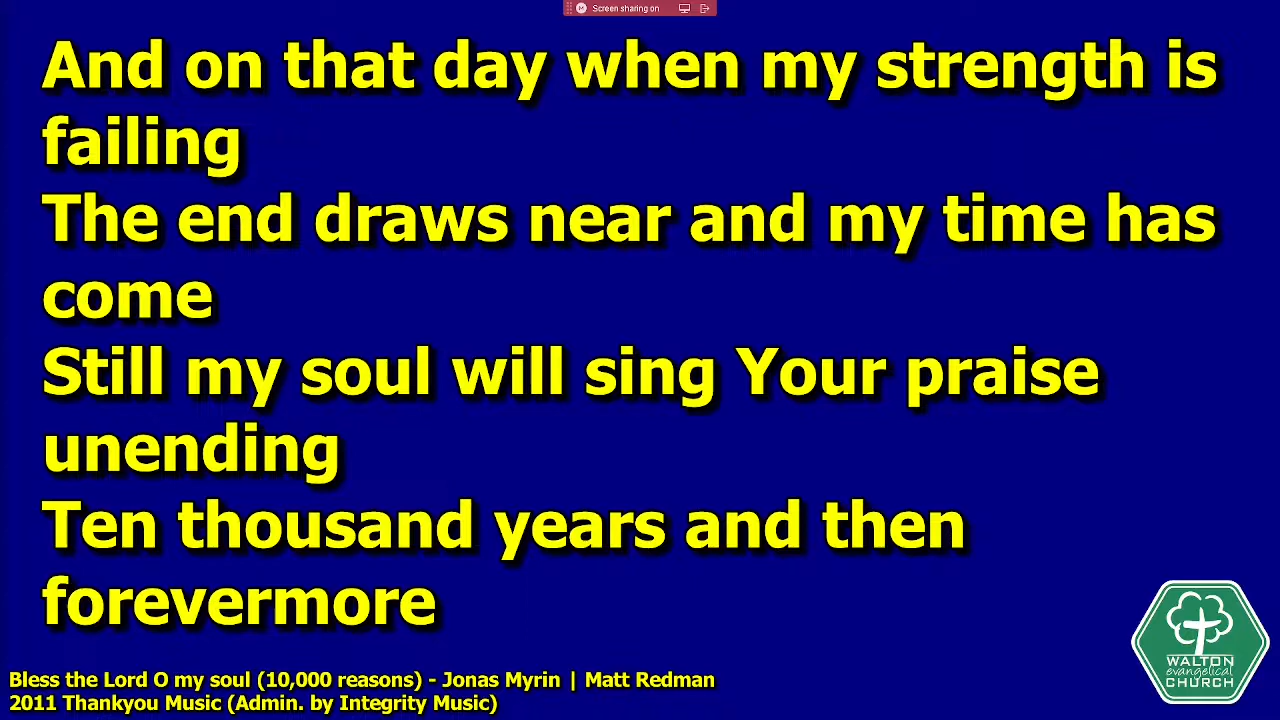 Screen sharing on
And on that day when my strength is
failing
The end draws near and my time has
come
Still my soul will sing Your praise
unending
Ten thousand years and then
forevermore
Bless the Lord O my soul (10,000 reasons) - Jonas Myrin | Matt Redman
2011 Thankyou Music (Admin. by Integrity Music)
WALTON
evangelical
CHURCH